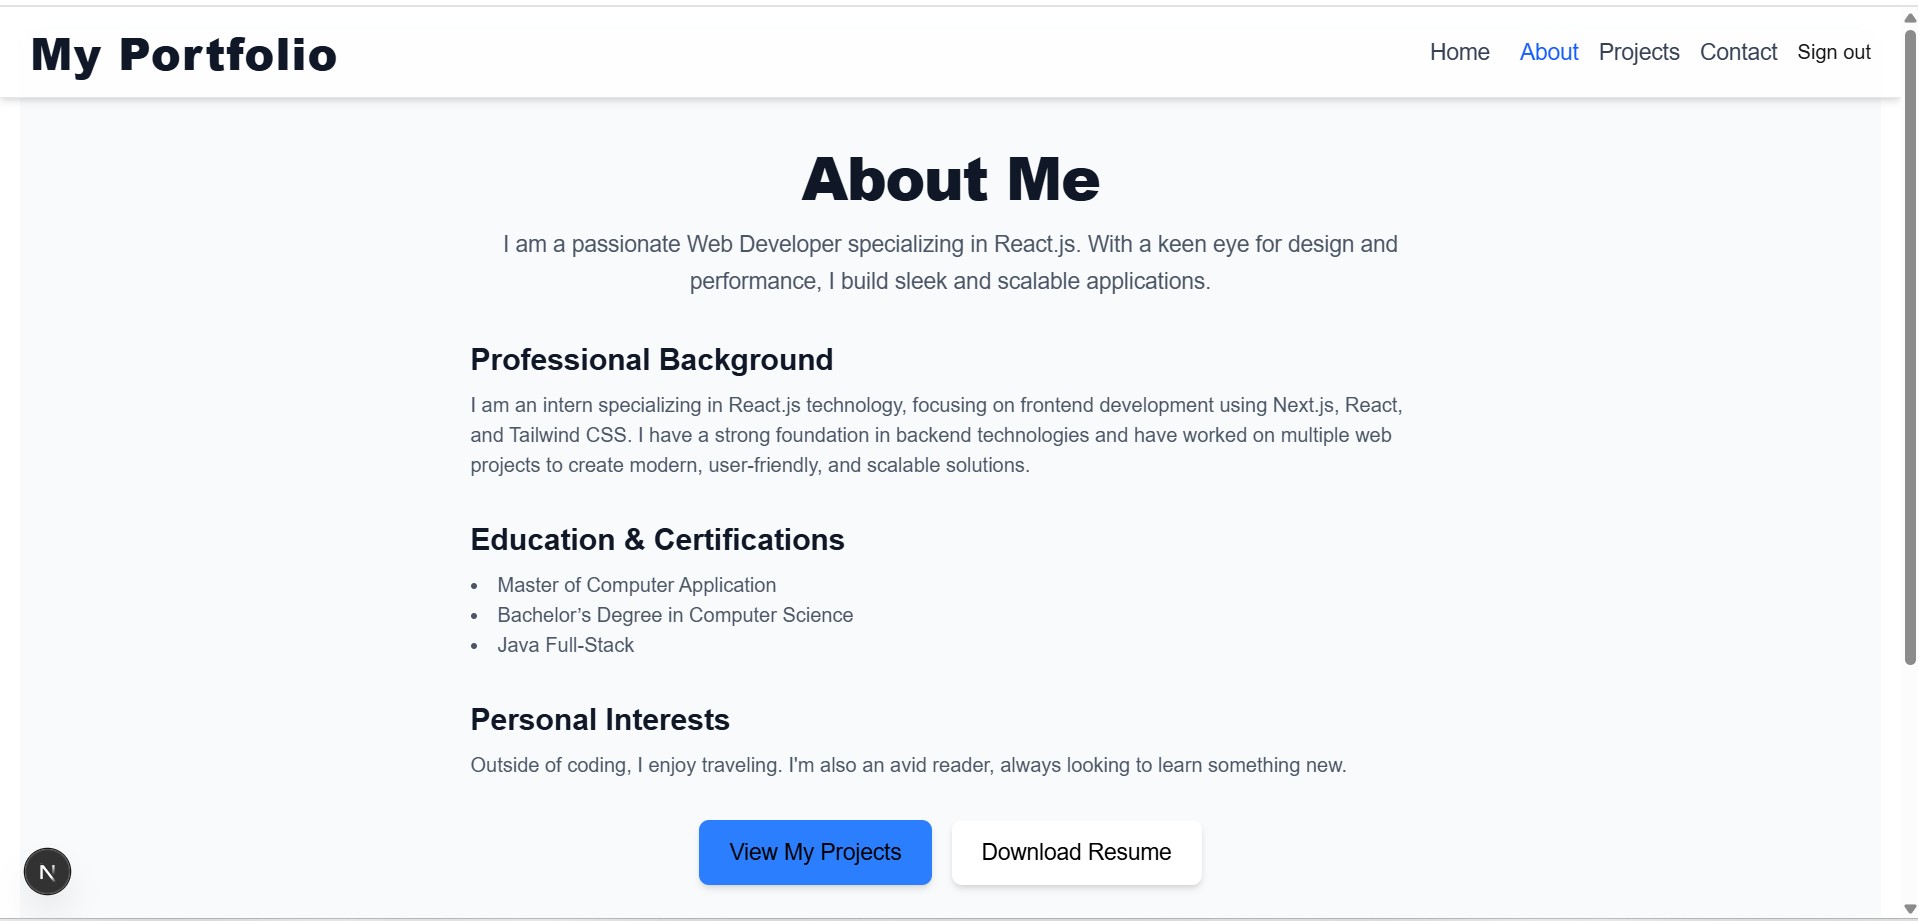 My Portfolio
Home About Projects Contact Sign out
About Me
I am a passionate Web Developer specializing in React.js. With a keen eye for design and
performance, I build sleek and scalable applications.
Professional Background
I am an intern specializing in React.js technology, focusing on frontend development using Next.js, React,
and Tailwind CSS. I have a strong foundation in backend technologies and have worked on multiple web
projects to create modern, user-friendly, and scalable solutions.
Education & Certifications
• Master of Computer Application
• Bachelor’s Degree in Computer Science
• Java Full-Stack
Personal Interests
Outside of coding, I enjoy traveling. I'm also an avid reader, always looking to learn something new.
View My Projects Download Resume
N